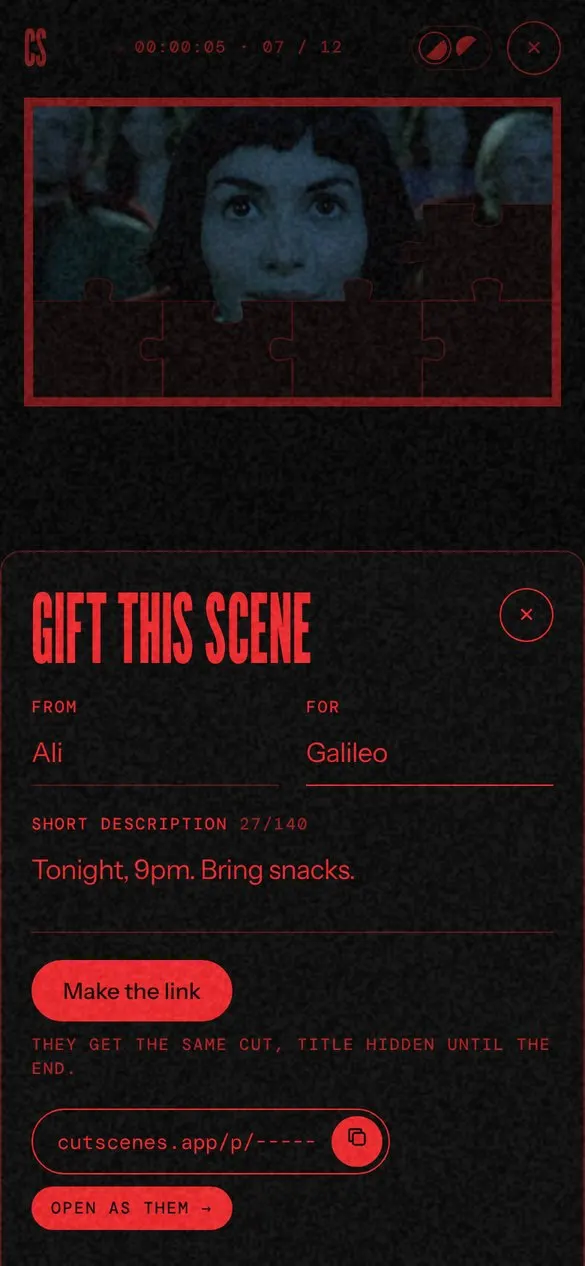 CS
00:00:05 · 07 / 12
GIFT THIS SCENE
FROM
FOR
Ali
Galileo
SHORT DESCRIPTION 27/140
Tonight, 9pm. Bring snacks.
Make the link
THEY GET THE SAME CUT, TITLE HIDDEN UNTIL THE
END.
cutscenes.app/p/-----
OPEN AS THEM →